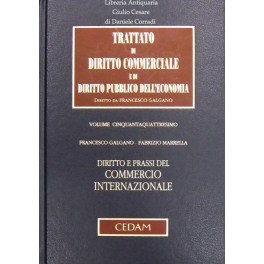 Libreria Antiquaria
Giulio Cesare
di Daniele Corradi
TRATTATO
DI
DIRITTO COMMERCIALE
E DI
DIRITTO PUBBLICO DELL'ECONOMIA
DIRETTO DA FRANCESCO GALGANO
VOLUME CINQUANTAQUATTRESIMO
FRANCESCO GALGANO - FABRIZIO MARRELLA
DIRITTO E PRASSI DEL
COMMERCIO
INTERNAZIONALE
CEDAM